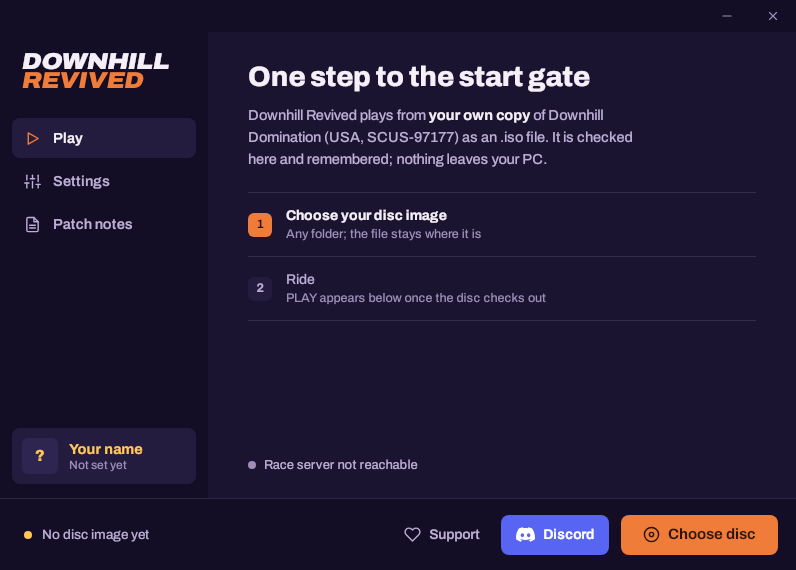 DOWNHILL
REVIVED
Play
Settings
Patch notes
? Your name
Not set yet
One step to the start gate
Downhill Revived plays from your own copy of Downhill
Domination (USA, SCUS-97177) as an .iso file. It is checked
here and remembered; nothing leaves your PC.
1 Choose your disc image
Any folder; the file stays where it is
2 Ride
PLAY appears below once the disc checks out
Race server not reachable
No disc image yet
Support
Discord
Choose disc